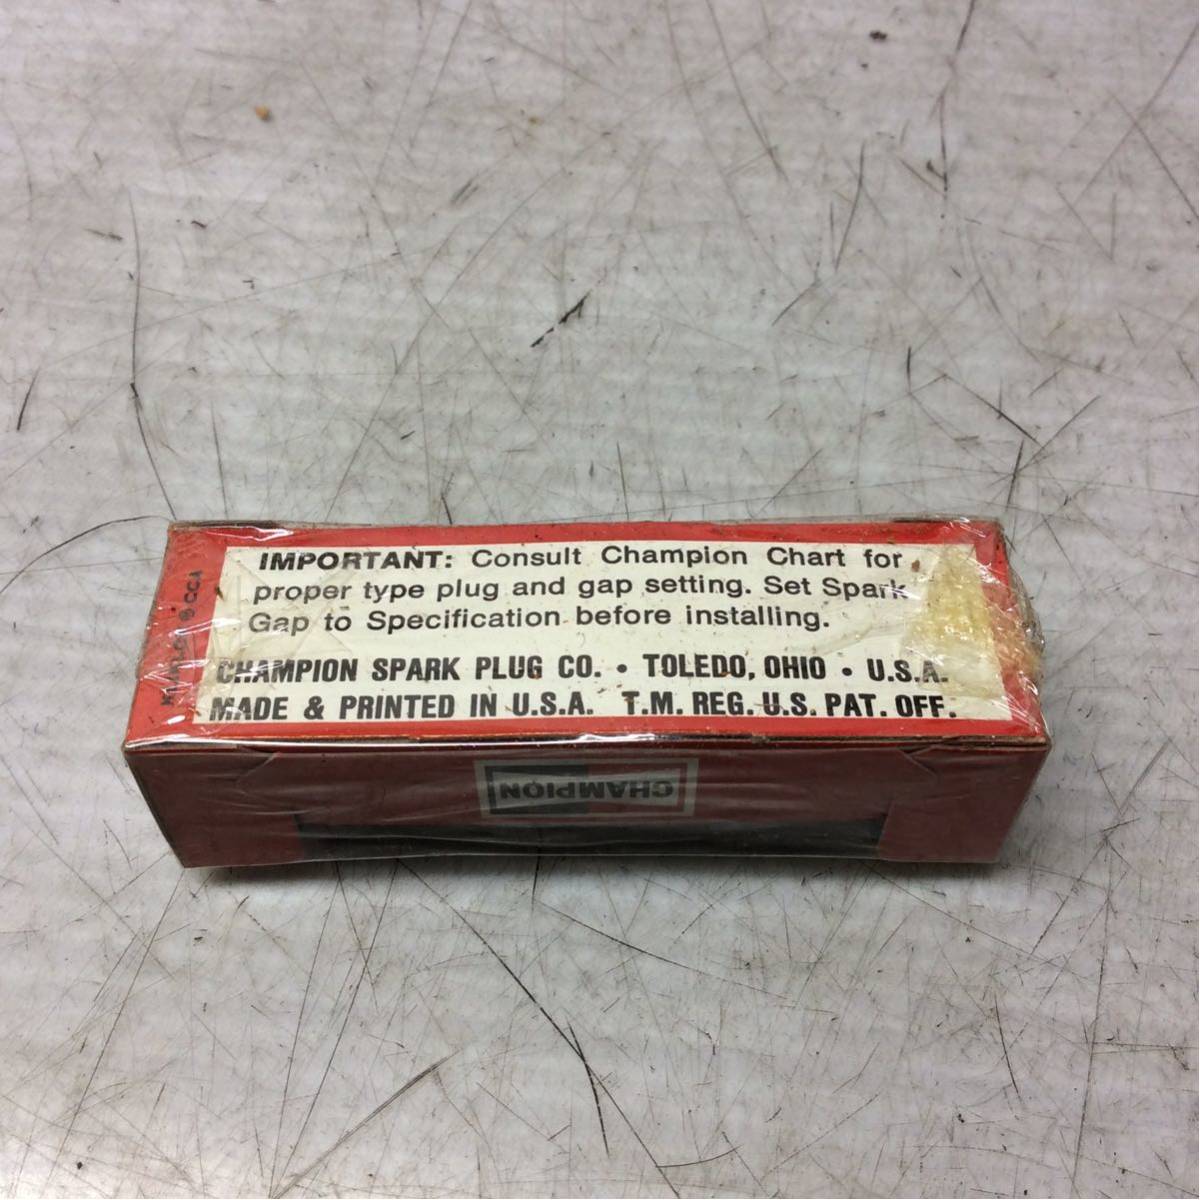 IMPORTANT: Consult Champion Chart for
proper type plug and gap setting. Set Spark
Gap to Specification before installing.
CHAMPION SPARK PLUG CO. • TOLEDO, OHIO • U.S.A.
MADE & PRINTED IN U.S.A. T.M. REG. U.S. PAT. OFF.
CHAMPION
CCA